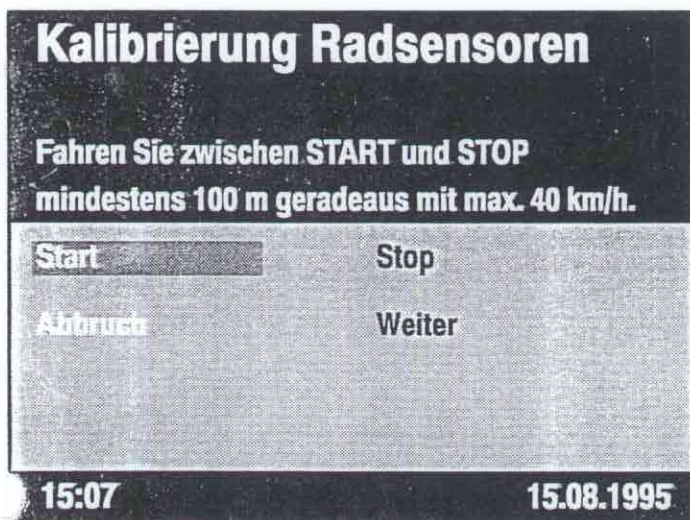 Kalibrierung Radsensoren
Fahren Sie zwischen START und STOP
mindestens 100 m geradeaus mit max. 40 km/h.
Start Stop
Abbruch Weiter
15:07 15.08.1995